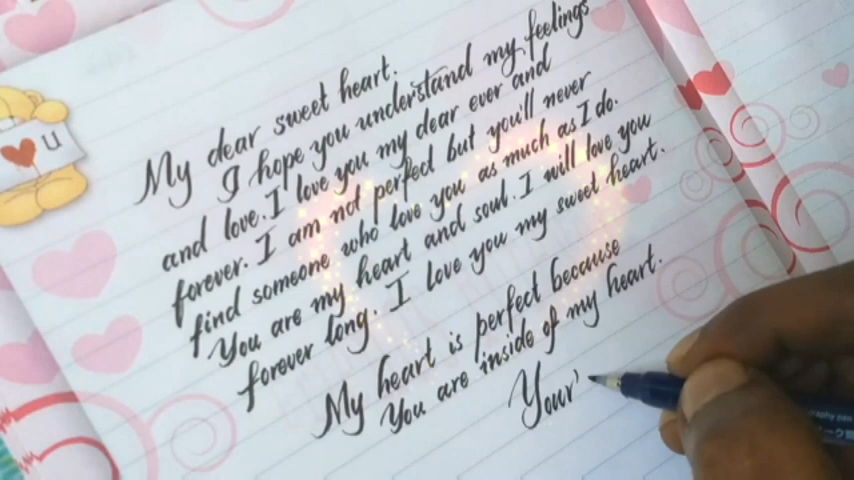 My dear sweet heart.
I hope you understand my feelings
and love. I love you my dear ever and
forever. I am not perfect but you'll never
find someone who love you as much as I do.
You are my heart and soul. I will love you
forever long. I love you my sweet heart.
My heart is perfect because
You are inside of my heart.
Your'
U